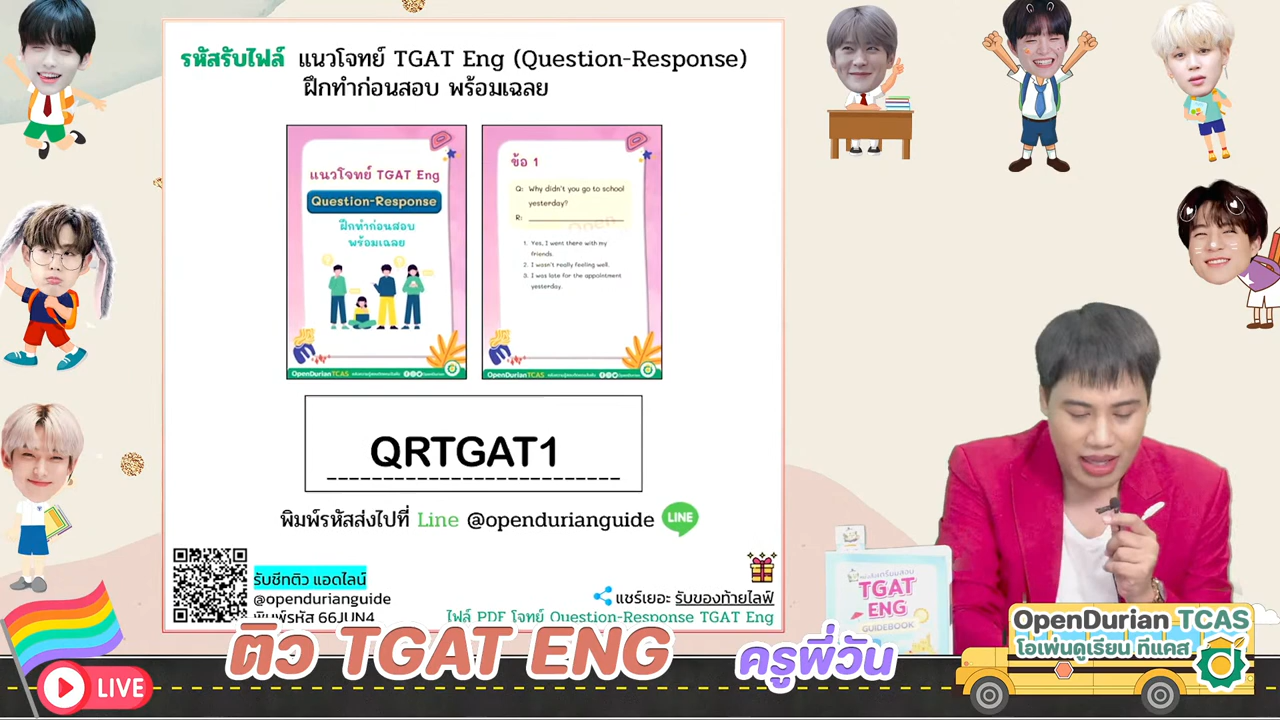 รหัสรับไฟล์ แนวโจทย์ TGAT Eng (Question-Response)
ฝึกทำก่อนสอบ พร้อมเฉลย
แนวโจทย์ TGAT Eng
Question-Response
ฝึกทำก่อนสอบ
พร้อมเฉลย
OpenDurianTCAS
ข้อ 1
Q: Why didn't you go to school
yesterday?
R:
Open
1. Yes, I went there with my
friends.
2. I wasn't really feeling well.
3. I was late for the appointment
yesterday.
OpenDurianTCAS
QRTGAT1
พิมพ์รหัสส่งไปที่ Line @opendurianguide
LINE
รับชีทติว แอดไลน์
@opendurianguide
พิมพ์รหัส 66JUN4
แชร์เยอะ รับของท้ายไลฟ์
ไฟล์ PDF โจทย์ Question-Response TGAT Eng
TGAT
ENG
GUIDEBOOK
ติว TGAT ENG ครูพี่วัน
LIVE
OpenDurian TCAS
โอเพ่นดูเรียน ทีแคส